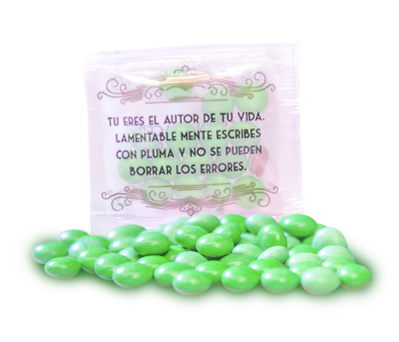 TU ERES EL AUTOR DE TU VIDA.
LAMENTABLE MENTE ESCRIBES
CON PLUMA Y NO SE PUEDEN
BORRAR LOS ERRORES.